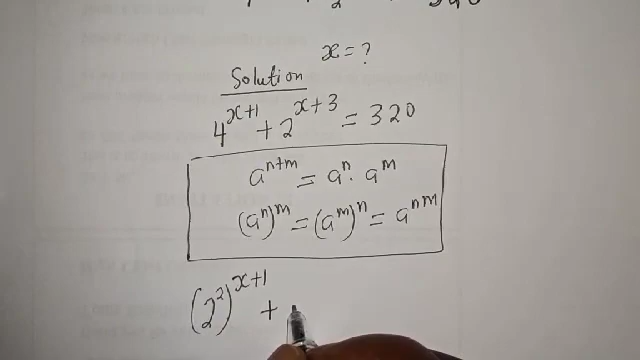 x = ?
Solution
4^{x+1} + 2^{x+3} = 320
a^{n+m} = a^n · a^m
(a^n)^m = (a^m)^n = a^{nm}
(2^2)^{x+1} +